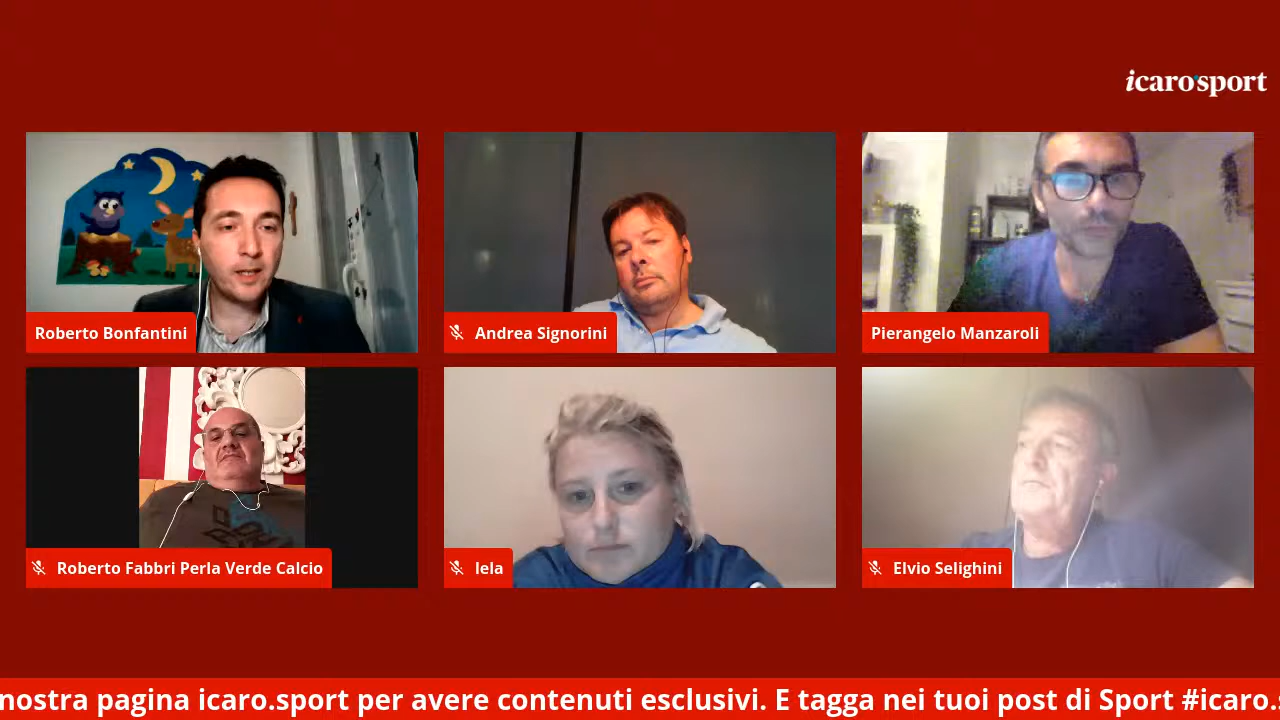 icaro sport
Roberto Bonfantini
Andrea Signorini
Pierangelo Manzaroli
Roberto Fabbri Perla Verde Calcio
lela
Elvio Selighini
nostra pagina icaro.sport per avere contenuti esclusivi. E tagga nei tuoi post di Sport #icaro.